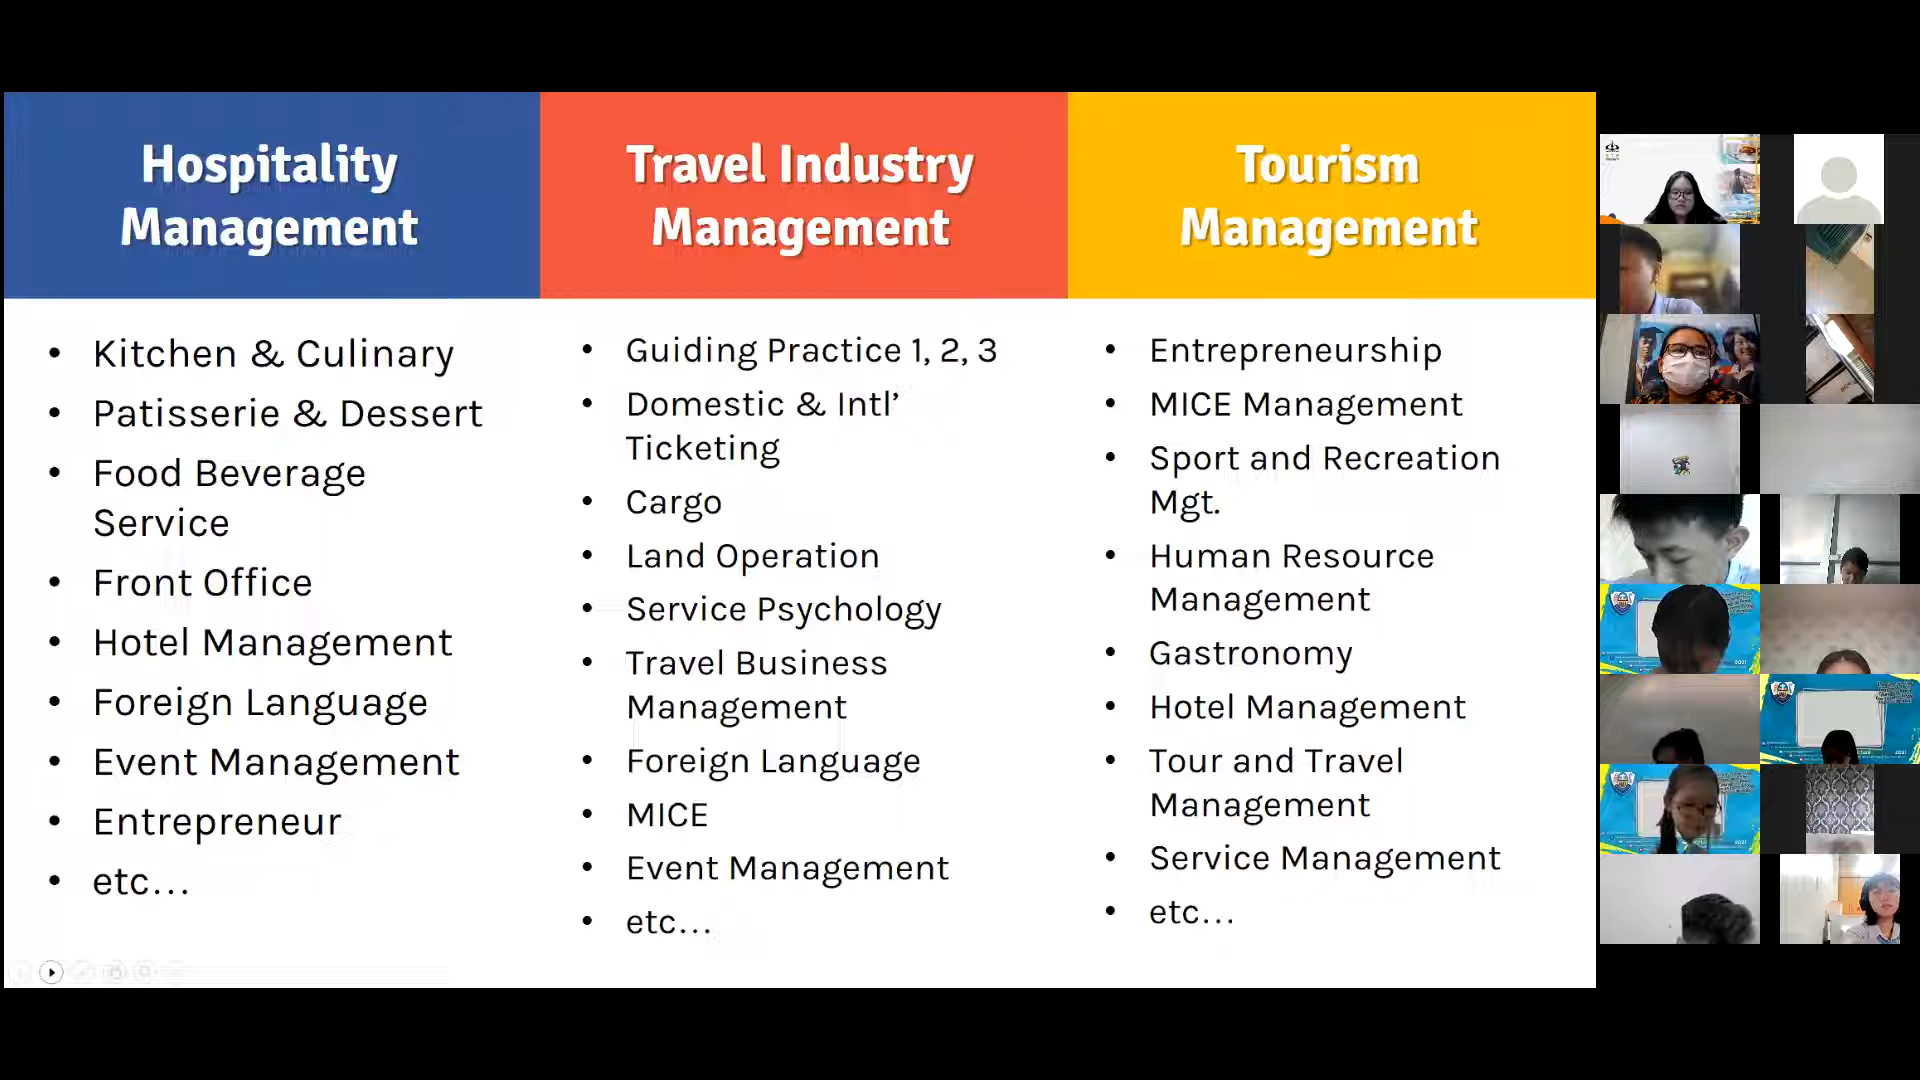 Hospitality
Management
Travel Industry
Management
Tourism
Management
• Kitchen & Culinary
• Patisserie & Dessert
• Food Beverage
Service
• Front Office
• Hotel Management
• Foreign Language
• Event Management
• Entrepreneur
• etc...
• Guiding Practice 1, 2, 3
• Domestic & Intl’
Ticketing
• Cargo
• Land Operation
• Service Psychology
• Travel Business
Management
• Foreign Language
• MICE
• Event Management
• etc...
• Entrepreneurship
• MICE Management
• Sport and Recreation
Mgt.
• Human Resource
Management
• Gastronomy
• Hotel Management
• Tour and Travel
Management
• Service Management
• etc...
2021
2021
2021